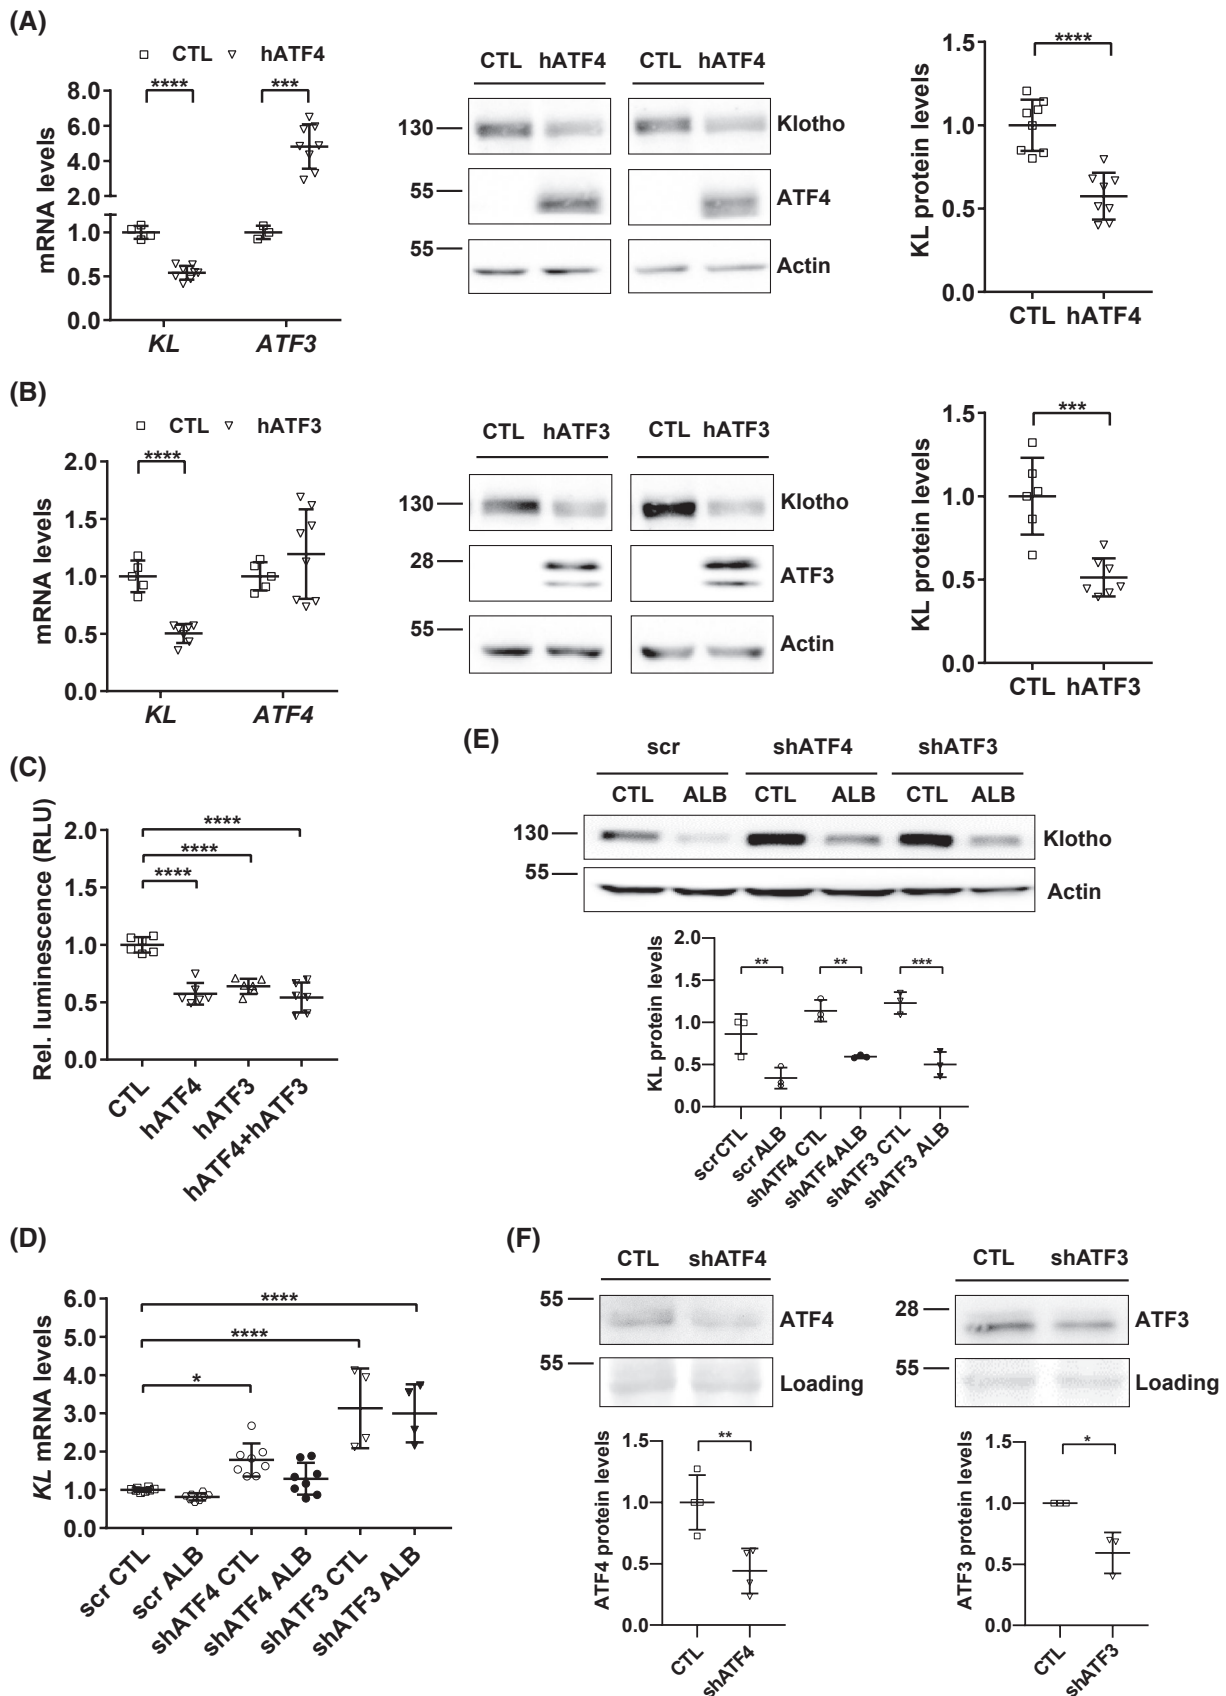 (A)
CTL hATF4
**** ***
8.0
6.0
4.0
2.0
1.0
0.5
0.0
mRNA levels
KL ATF3
CTL hATF4 CTL hATF4
130 Klotho
55 ATF4
55 Actin
****
1.5
1.0
0.5
0.0
KL protein levels
CTL hATF4
(B)
CTL hATF3
****
2.0
1.5
1.0
0.5
0.0
mRNA levels
KL ATF4
CTL hATF3 CTL hATF3
130 Klotho
28 ATF3
55 Actin
***
1.5
1.0
0.5
0.0
KL protein levels
CTL hATF3
(C)
****
****
****
2.0
1.5
1.0
0.5
0.0
Rel. luminescence (RLU)
CTL
hATF4
hATF3
hATF4+hATF3
(E)
scr shATF4 shATF3
CTL ALB CTL ALB CTL ALB
130 Klotho
55 Actin
** ** ***
2.0
1.5
1.0
0.5
0.0
KL protein levels
scr CTL
scr ALB
shATF4 CTL
shATF4 ALB
shATF3 CTL
shATF3 ALB
(D)
****
****
*
6.0
5.0
4.0
3.0
2.0
1.0
0.0
KL mRNA levels
scr CTL
scr ALB
shATF4 CTL
shATF4 ALB
shATF3 CTL
shATF3 ALB
(F)
CTL shATF4
55 ATF4
55 Loading
**
1.5
1.0
0.5
0.0
ATF4 protein levels
CTL
shATF4
CTL shATF3
28 ATF3
55 Loading
*
1.5
1.0
0.5
0.0
ATF3 protein levels
CTL
shATF3